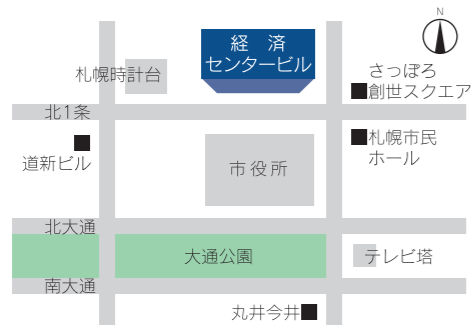 N
経 済
センタービル
札幌時計台
さっぽろ
■創世スクエア
北1条
■札幌市民
ホール
道新ビル
市役所
北大通
大通公園
テレビ塔
南大通
丸井今井■